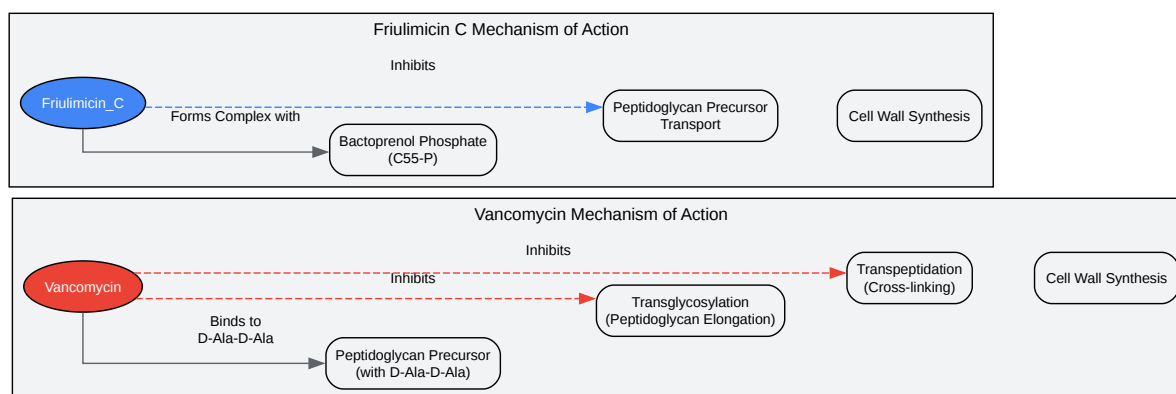 Friulimicin C Mechanism of Action
Inhibits
Friulimicin_C
Forms Complex with
Peptidoglycan Precursor
Transport
Cell Wall Synthesis
Bactoprenol Phosphate
(C55-P)
Vancomycin Mechanism of Action
Inhibits
Inhibits
Vancomycin
Transpeptidation
(Cross-linking)
Cell Wall Synthesis
Transglycosylation
(Peptidoglycan Elongation)
Binds to
D-Ala-D-Ala
Peptidoglycan Precursor
(with D-Ala-D-Ala)